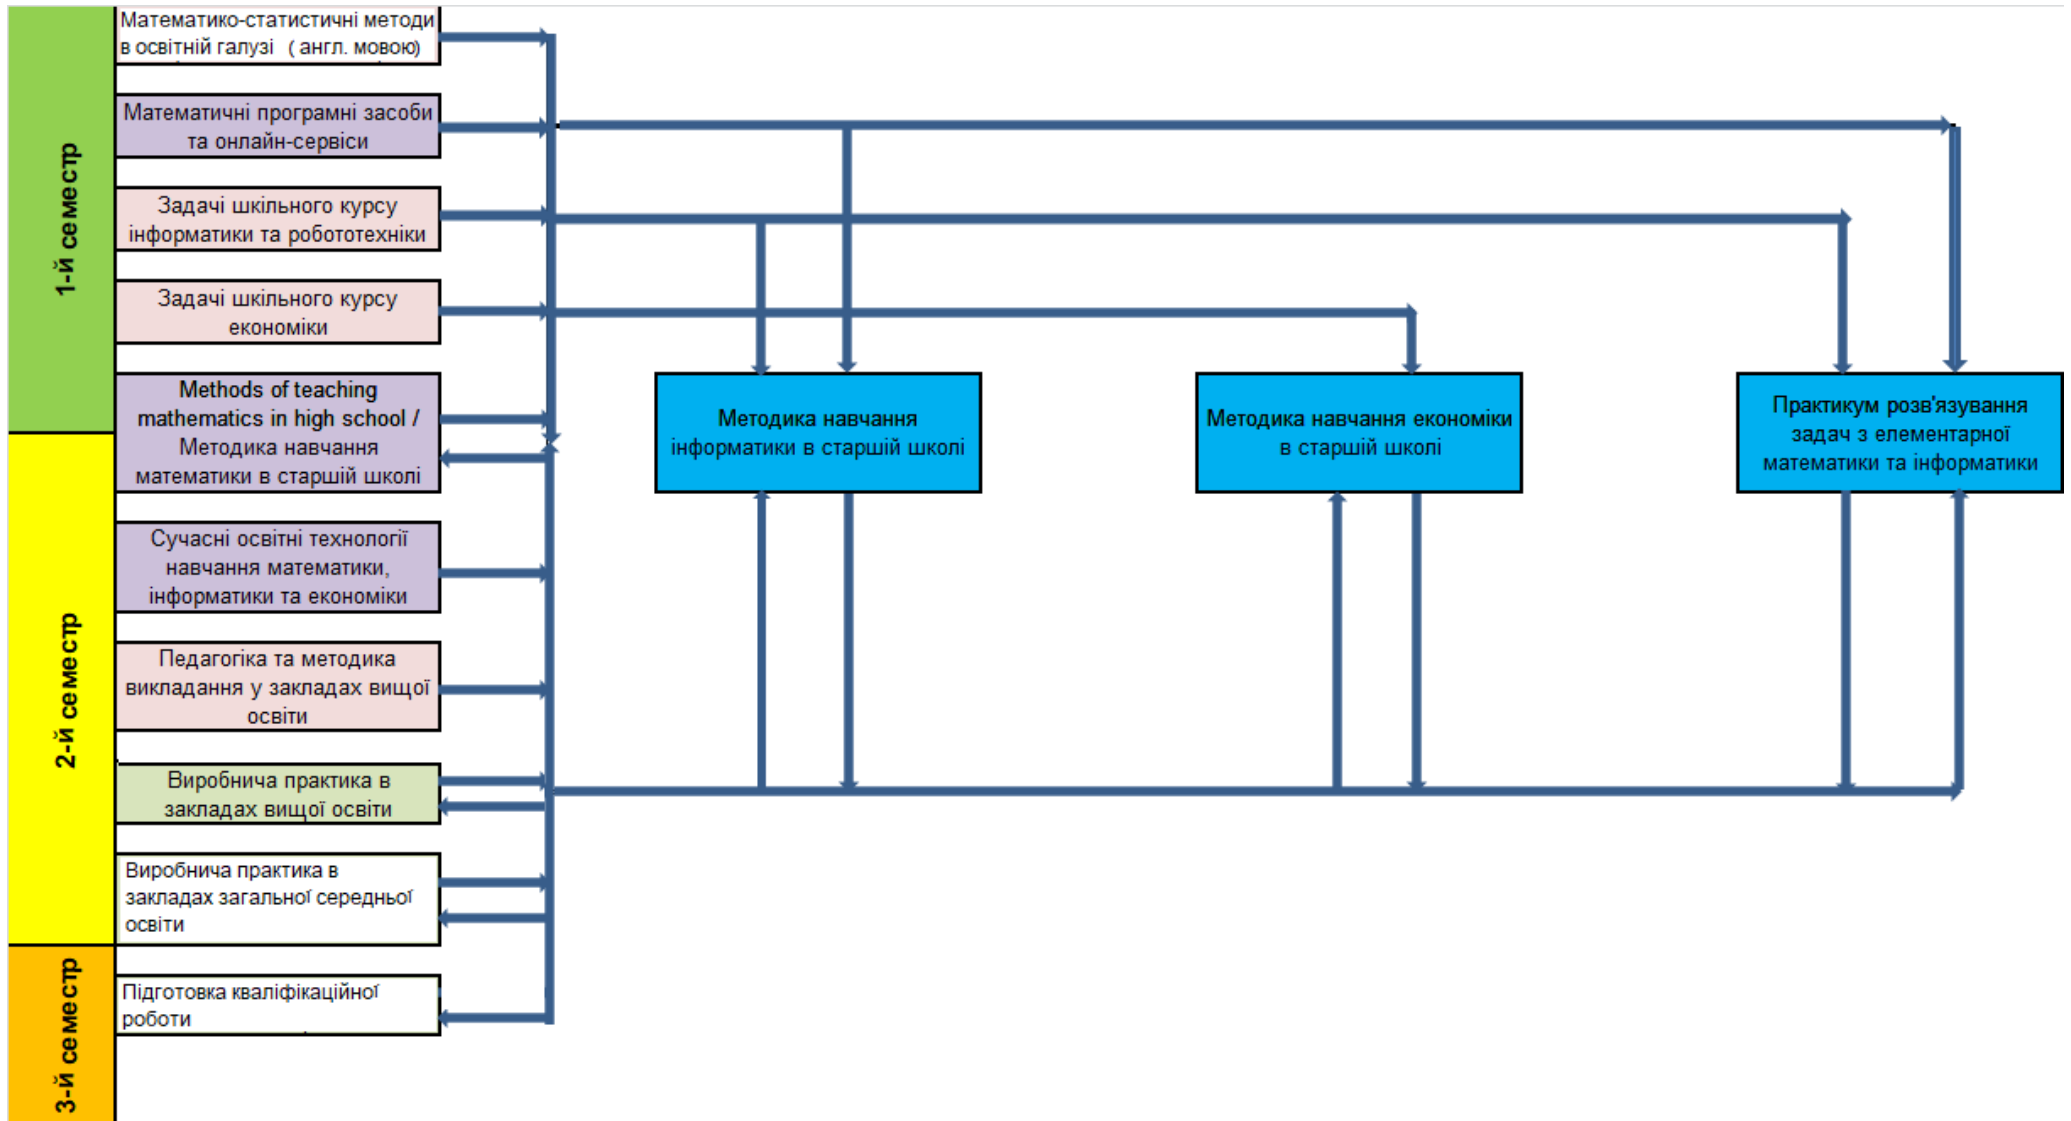 1-й семестр
Математико-статистичні методи
в освітній галузі ( англ. мовою)
Математичні програмні засоби
та онлайн-сервіси
Задачі шкільного курсу
інформатики та робототехніки
Задачі шкільного курсу
економіки
Methods of teaching
mathematics in high school /
Методика навчання
математики в старшій школі
Методика навчання
інформатики в старшій школі
Методика навчання економіки
в старшій школі
Практикум розв'язування
задач з елементарної
математики та інформатики
2-й семестр
Сучасні освітні технології
навчання математики,
інформатики та економіки
Педагогіка та методика
викладання у закладах вищої
освіти
Виробнича практика в
закладах вищої освіти
Виробнича практика в
закладах загальної середньої
освіти
3-й семестр
Підготовка кваліфікаційної
роботи